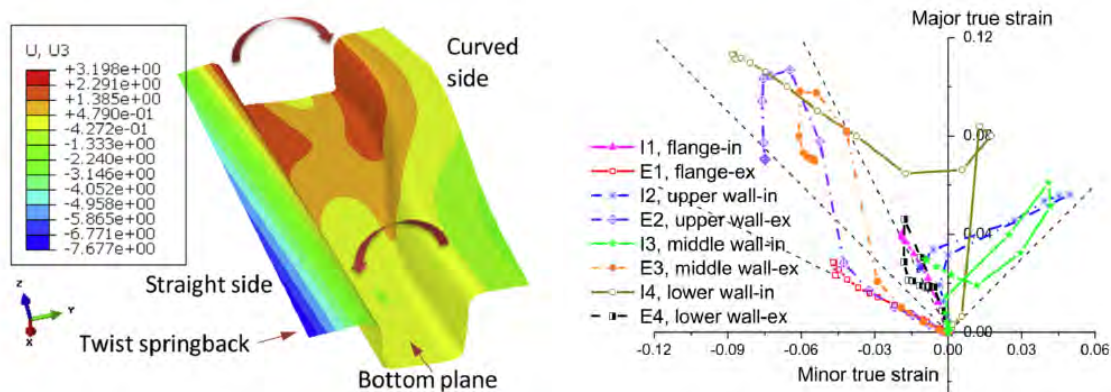 U, U3
+3.198e+00
+2.291e+00
+1.385e+00
+4.790e-01
-4.272e-01
-1.333e+00
-2.240e+00
-3.146e+00
-4.052e+00
-4.958e+00
-5.865e+00
-6.771e+00
-7.677e+00
Curved
side
Straight side
Twist springback
Bottom plane
Z
Y
X
Major true strain
0.12
0.08
0.04
0.00
I1, flange-in
E1, flange-ex
I2, upper wall-in
E2, upper wall-ex
I3, middle wall-in
E3, middle wall-ex
I4, lower wall-in
E4, lower wall-ex
-0.12
-0.09
-0.06
-0.03
0.00
0.03
0.06
Minor true strain